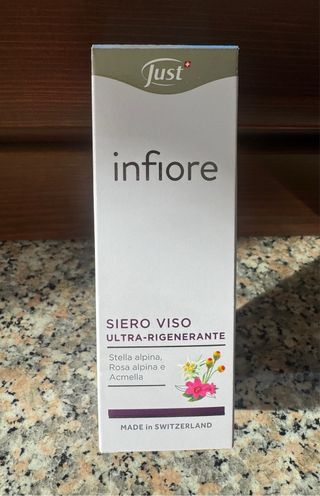 Just
infiore
SIERO VISO
ULTRA-RIGENERANTE
Stella alpina,
Rosa alpina e
Acmella
MADE in SWITZERLAND